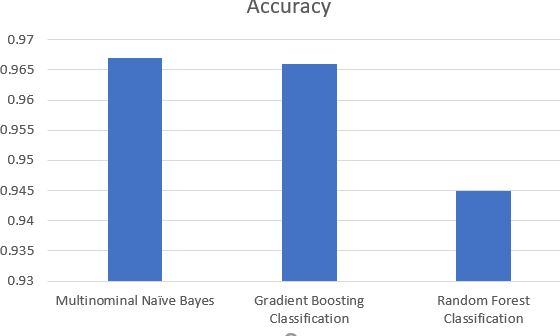 Accuracy
0.97
0.965
0.96
0.955
0.95
0.945
0.94
0.935
0.93
Multinominal Naïve Bayes
Gradient Boosting
Classification
Random Forest
Classification